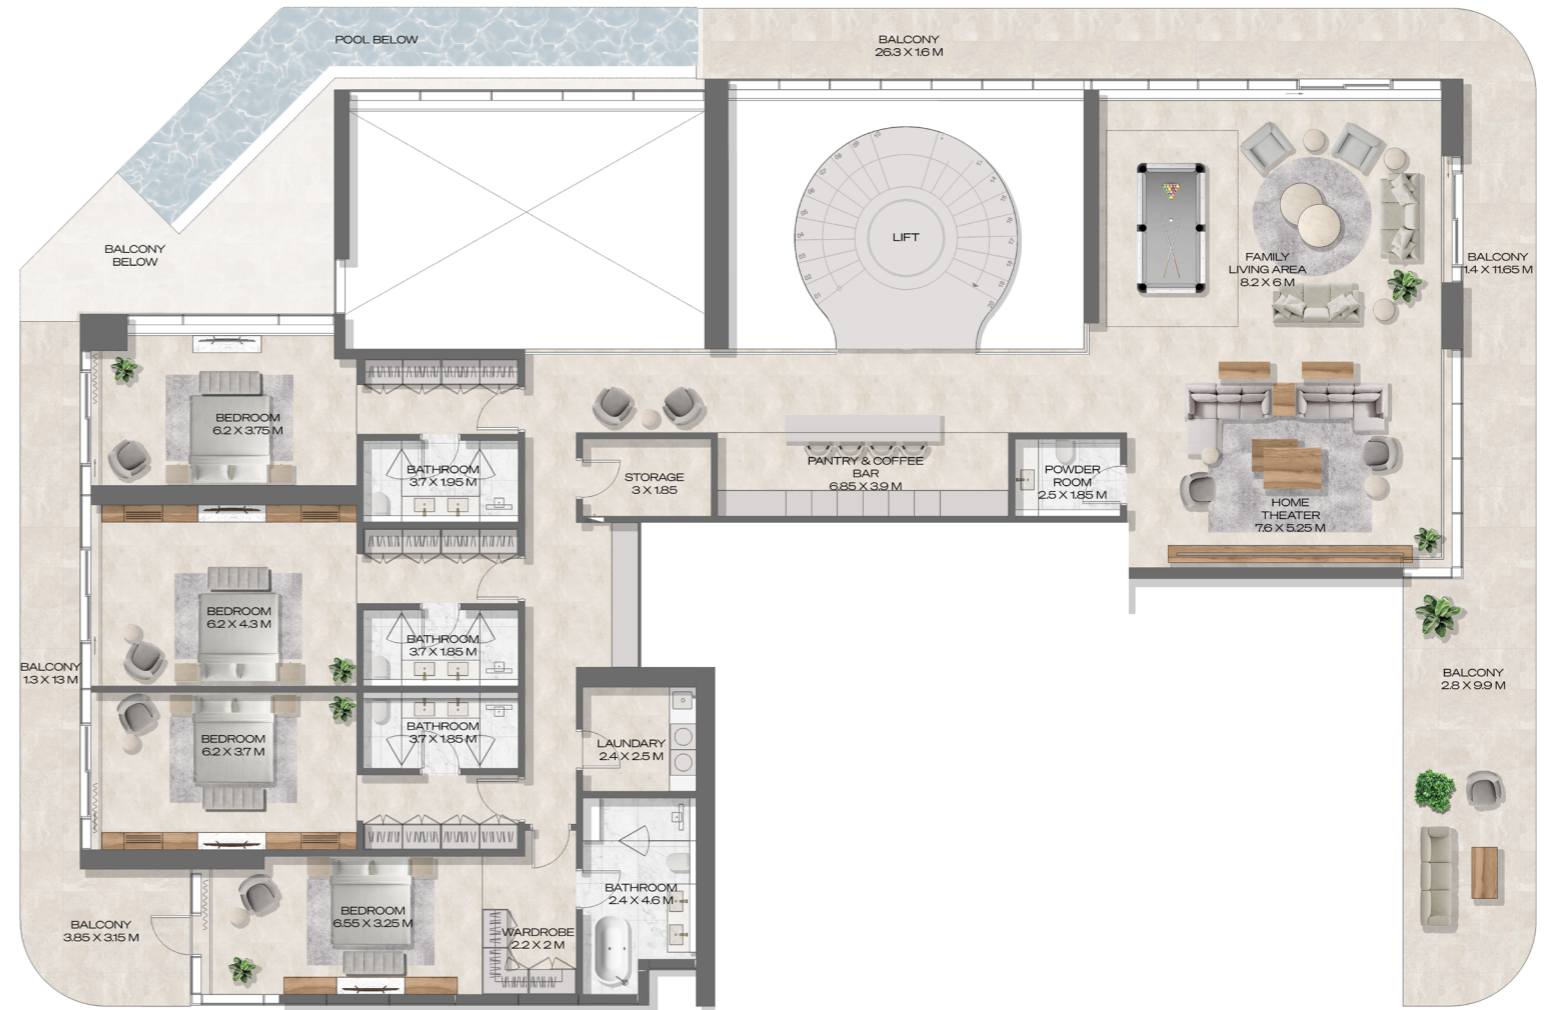 POOL BELOW
BALCONY
26.3 X 1.6 M
LIFT
BALCONY
BELOW
FAMILY
LIVING AREA
8.2 X 6 M
BALCONY
1.4 X 11.65 M
BEDROOM
6.2 X 3.75 M
BATHROOM
3.7 X 1.95 M
STORAGE
3 X 1.85
PANTRY & COFFEE
BAR
6.85 X 3.9 M
POWDER
ROOM
2.5 X 1.85 M
HOME
THEATER
7.6 X 5.25 M
BEDROOM
6.2 X 4.3 M
BATHROOM
3.7 X 1.85 M
BALCONY
1.3 X 13 M
BALCONY
2.8 X 9.9 M
BEDROOM
6.2 X 3.7 M
BATHROOM
3.7 X 1.85 M
LAUNDARY
2.4 X 2.5 M
BATHROOM
2.4 X 4.6 M
BEDROOM
6.55 X 3.25 M
WARDROBE
2.2 X 2 M
BALCONY
3.85 X 3.15 M